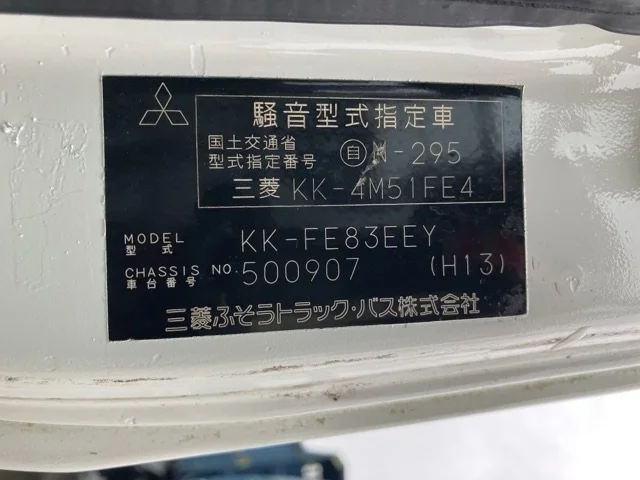 騒音型式指定車
国土交通省
型式指定番号 自 M-295
三菱 KK-4M51FE4
MODEL
型式 KK-FE83EEY
CHASSIS NO.
車台番号 500907 (H13)
三菱ふそうトラック・バス株式会社